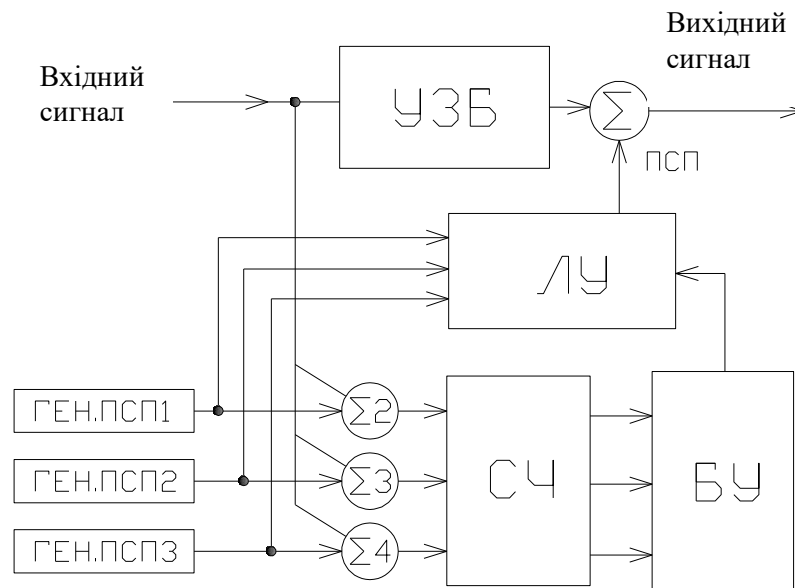 Вхідний
сигнал
Вихідний
сигнал
УЗБ
Σ
ПСП
ЛУ
ГЕН.ПСП1
Σ2
ГЕН.ПСП2
Σ3
СЧ
БУ
ГЕН.ПСП3
Σ4